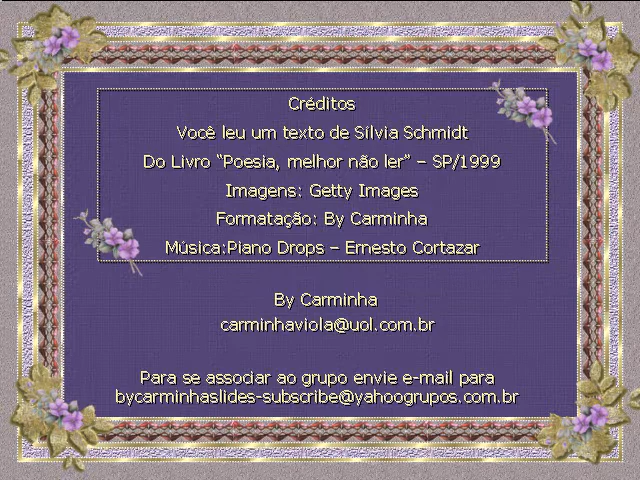 Créditos
Você leu um texto de Sílvia Schmidt
Do Livro “Poesia, melhor não ler” – SP/1999
Imagens: Getty Images
Formatação: By Carminha
Música:Piano Drops – Ernesto Cortazar
By Carminha
carminhaviola@uol.com.br
Para se associar ao grupo envie e-mail para
bycarminhaslides-subscribe@yahoogrupos.com.br